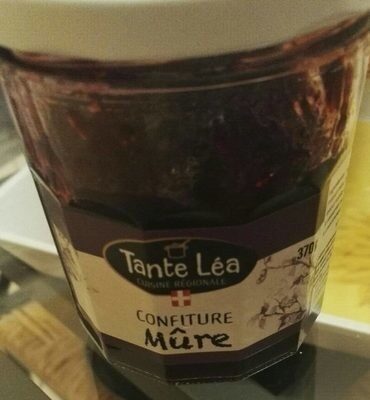 Tante Léa
CUISINE RÉGIONALE
370
CONFITURE
Mûre